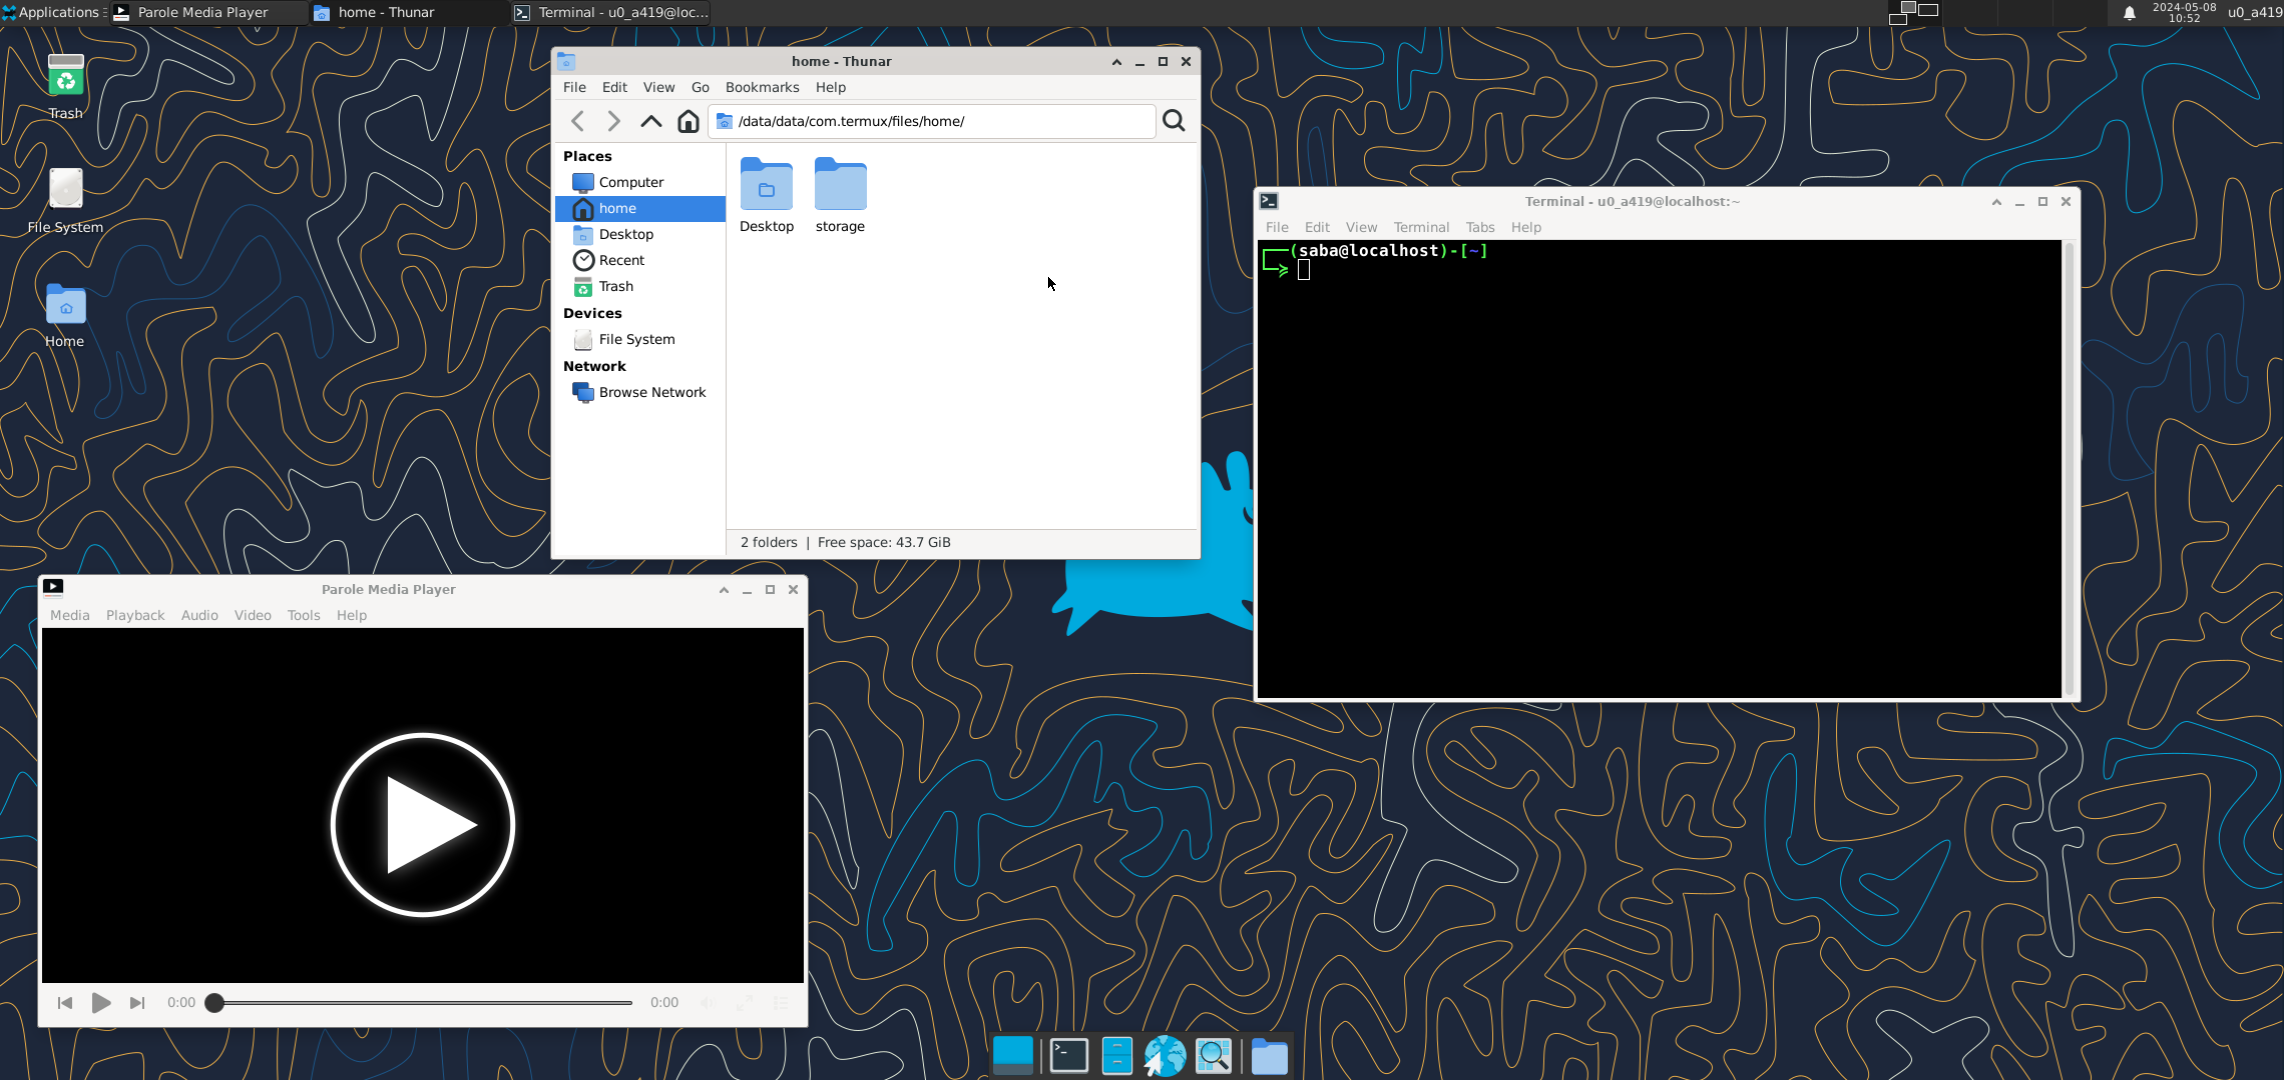 Applications
Parole Media Player
home - Thunar
Terminal - u0_a419@loc...
2024-05-08
10:52
u0_a419
Trash
File System
Home
home - Thunar
File Edit View Go Bookmarks Help
/data/data/com.termux/files/home/
Places
Computer
home
Desktop
Recent
Trash
Devices
File System
Network
Browse Network
Desktop
storage
2 folders | Free space: 43.7 GiB
Terminal - u0_a419@localhost:~
File Edit View Terminal Tabs Help
(saba@localhost)-[~]
Parole Media Player
Media Playback Audio Video Tools Help
0:00
0:00